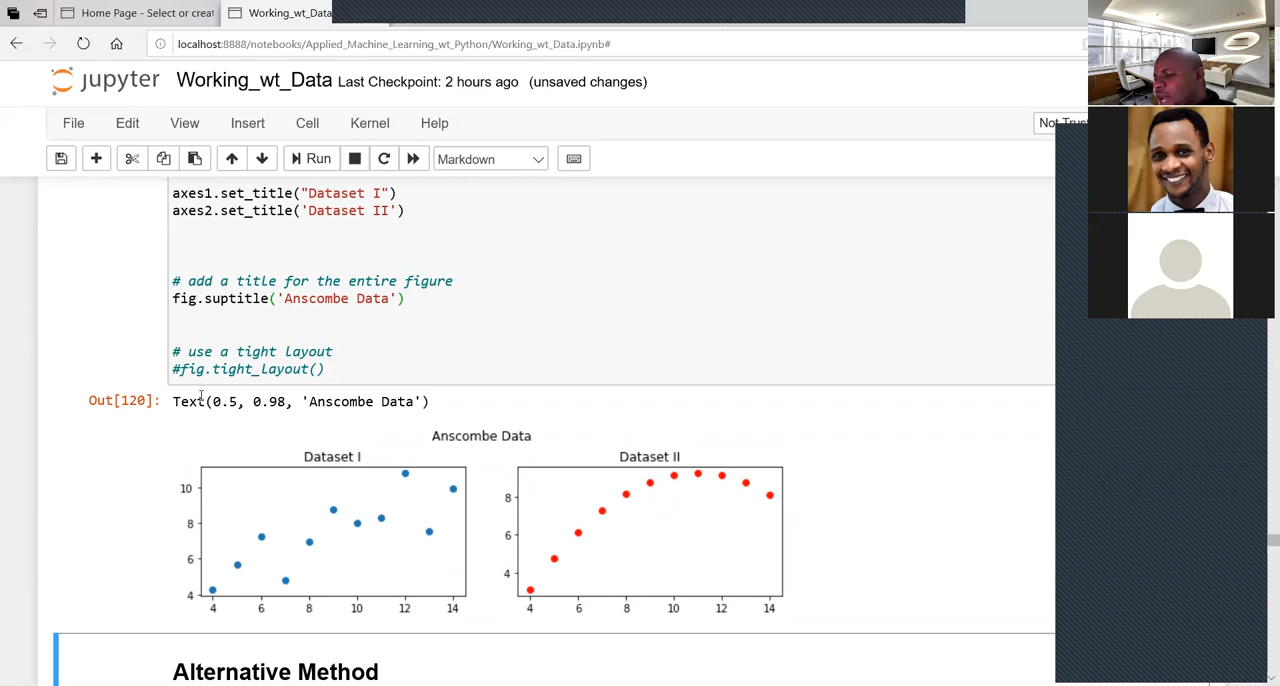 Home Page - Select or creat
Working_wt_Data
localhost:8888/notebooks/Applied_Machine_Learning_wt_Python/Working_wt_Data.ipynb#
jupyter Working_wt_Data Last Checkpoint: 2 hours ago (unsaved changes)
File Edit View Insert Cell Kernel Help
Not Trus
Run Markdown
axes1.set_title("Dataset I")
axes2.set_title('Dataset II')
# add a title for the entire figure
fig.suptitle('Anscombe Data')
# use a tight layout
#fig.tight_layout()
Out[120]: Text(0.5, 0.98, 'Anscombe Data')
Anscombe Data
Dataset I
10
8
6
4
4 6 8 10 12 14
Dataset II
8
6
4
4 6 8 10 12 14
Alternative Method